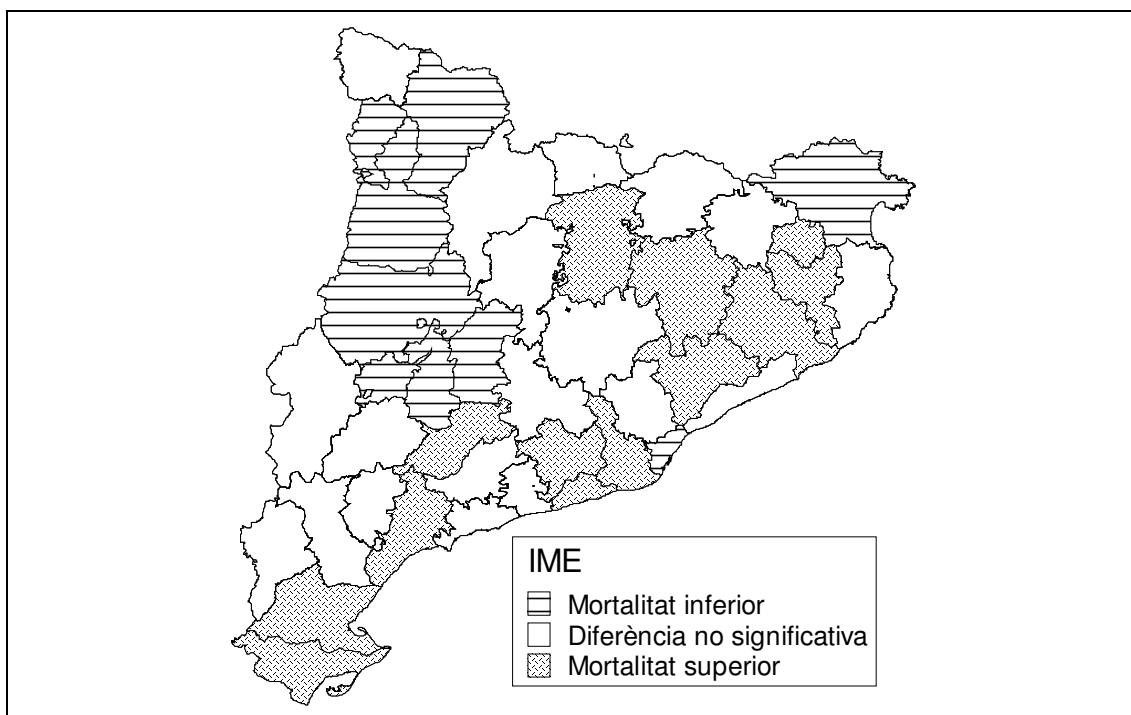 IME
Mortalitat inferior
Diferència no significativa
Mortalitat superior